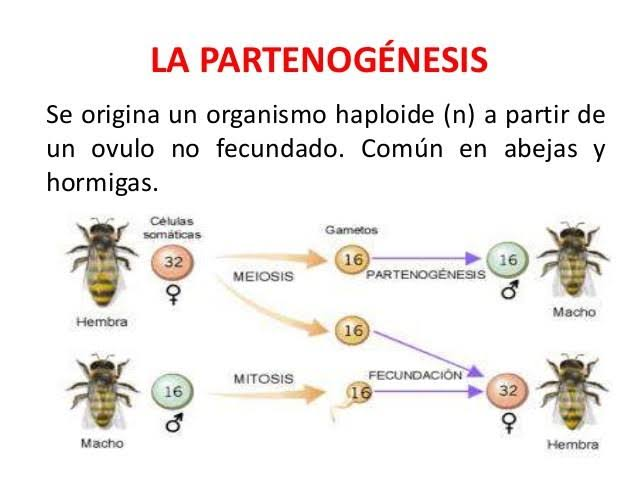 LA PARTENOGÉNESIS
Se origina un organismo haploide (n) a partir de
un ovulo no fecundado. Común en abejas y
hormigas.
Células
somáticas
Gametos
32
16
16
MEIOSIS
PARTENOGÉNESIS
♀
♂
Hembra
Macho
16
16
MITOSIS
16
FECUNDACIÓN
32
♂
♀
Macho
Hembra